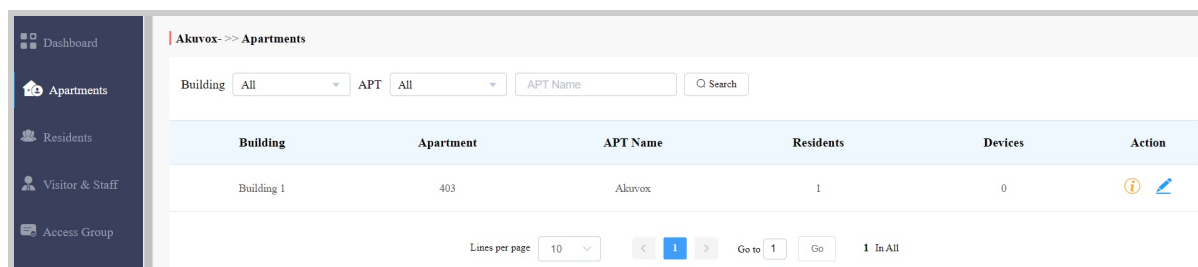 Dashboard
Akuvox- >> Apartments
Apartments
Building All APT All APT Name Search
Residents
Building Apartment APT Name Residents Devices Action
Visitor & Staff
Building 1 403 Akuvox 1 0
Access Group
Lines per page 10 < 1 > Go to 1 Go 1 In All